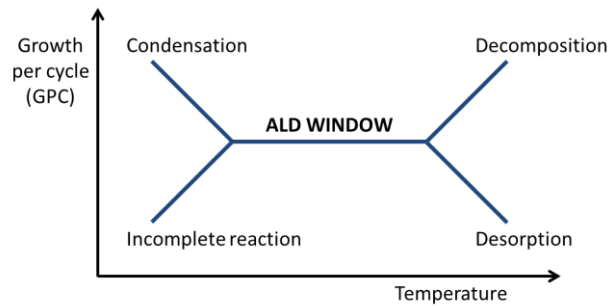 Growth
per cycle
(GPC)
Condensation
Decomposition
ALD WINDOW
Incomplete reaction
Desorption
Temperature